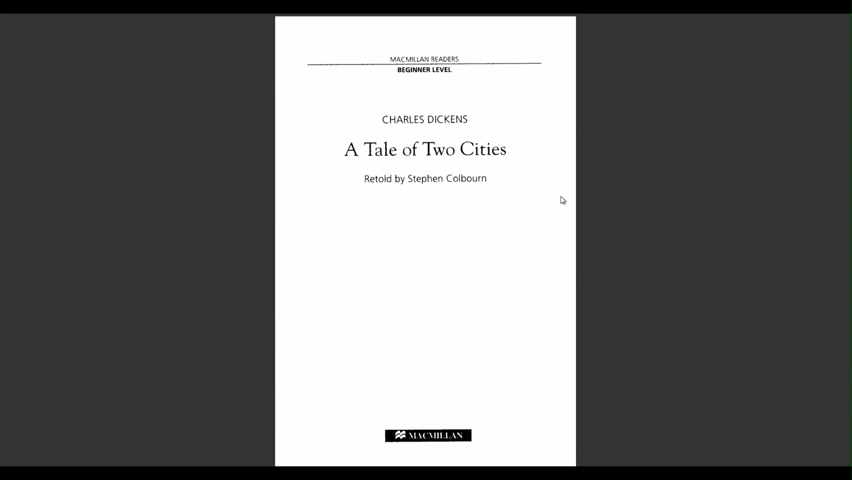 MACMILLAN READERS
BEGINNER LEVEL
CHARLES DICKENS
A Tale of Two Cities
Retold by Stephen Colbourn
MACMILLAN